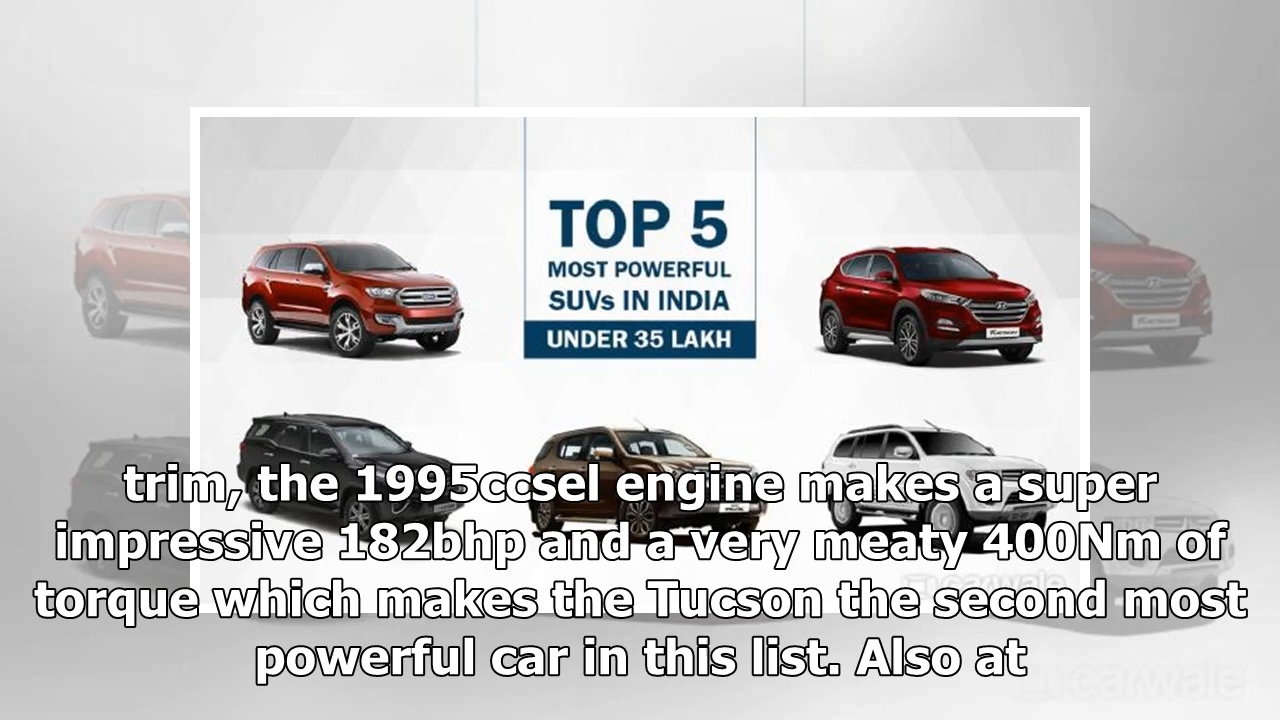 TOP 5
MOST POWERFUL
SUVs IN INDIA
UNDER 35 LAKH
trim, the 1995ccsel engine makes a super
impressive 182bhp and a very meaty 400Nm of
torque which makes the Tucson the second most
powerful car in this list. Also at
carwale